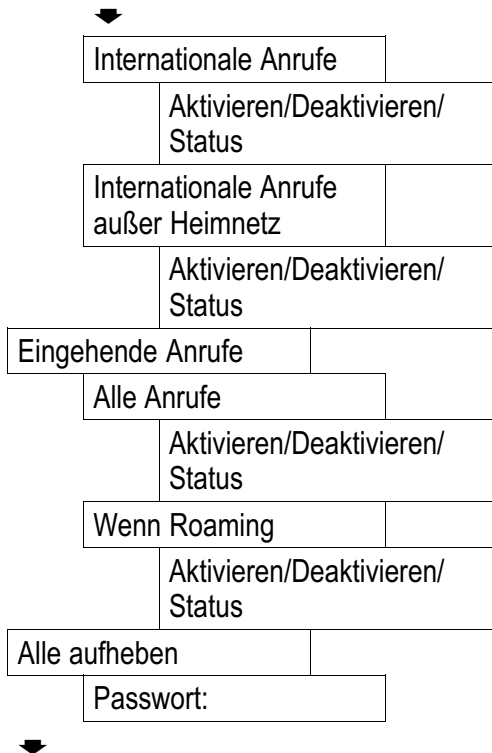 Internationale Anrufe
Aktivieren/Deaktivieren/
Status
Internationale Anrufe
außer Heimnetz
Aktivieren/Deaktivieren/
Status
Eingehende Anrufe
Alle Anrufe
Aktivieren/Deaktivieren/
Status
Wenn Roaming
Aktivieren/Deaktivieren/
Status
Alle aufheben
Passwort: